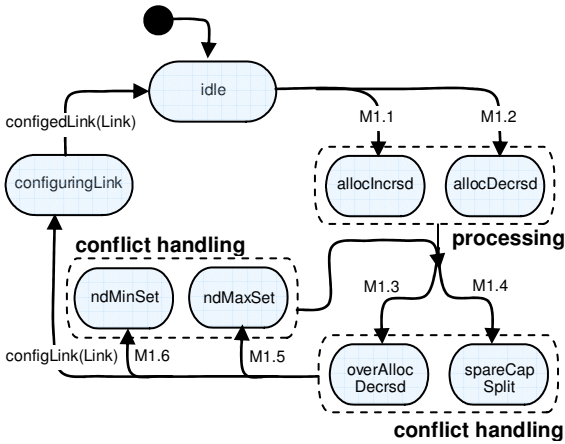 idle
configedLink(Link)
M1.1
M1.2
configuringLink
allocIncrsd
allocDecrsd
processing
conflict handling
ndMinSet
ndMaxSet
M1.3
M1.4
configLink(Link)
M1.6
M1.5
overAlloc
Decrsd
spareCap
Split
conflict handling